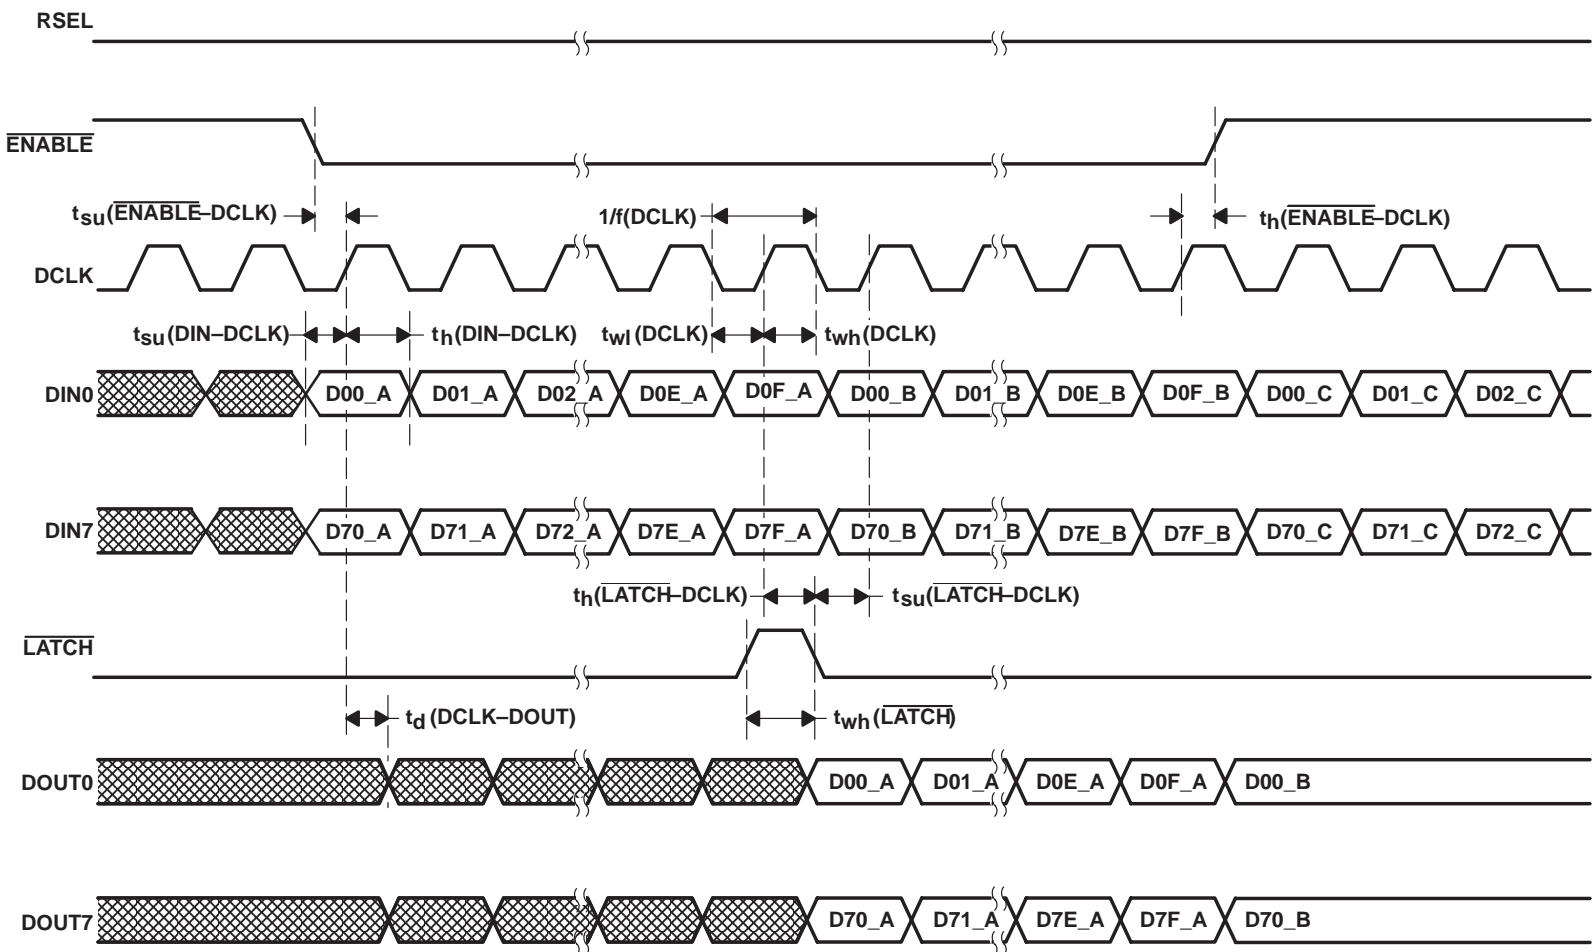 RSEL
ENABLE
tsu(ENABLE–DCLK)
1/f(DCLK)
th(ENABLE–DCLK)
DCLK
tsu(DIN–DCLK)
th(DIN–DCLK)
twl(DCLK)
twh(DCLK)
DIN0
D00_A D01_A D02_A D0E_A D0F_A D00_B D01_B D0E_B D0F_B D00_C D01_C D02_C
DIN7
D70_A D71_A D72_A D7E_A D7F_A D70_B D71_B D7E_B D7F_B D70_C D71_C D72_C
th(LATCH–DCLK)
tsu(LATCH–DCLK)
LATCH
td(DCLK–DOUT)
twh(LATCH)
DOUT0
D00_A D01_A D0E_A D0F_A D00_B
DOUT7
D70_A D71_A D7E_A D7F_A D70_B